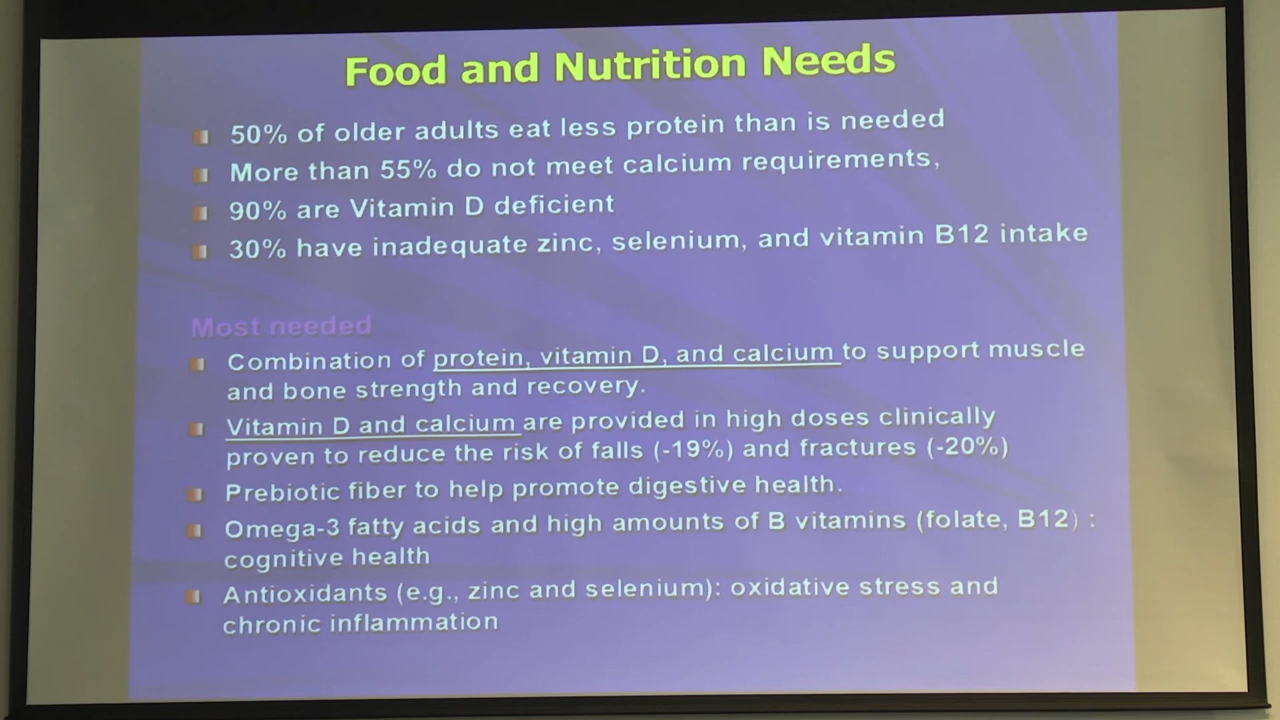 Food and Nutrition Needs
50% of older adults eat less protein than is needed
More than 55% do not meet calcium requirements,
90% are Vitamin D deficient
30% have inadequate zinc, selenium, and vitamin B12 intake
Most needed
Combination of protein, vitamin D, and calcium to support muscle
and bone strength and recovery.
Vitamin D and calcium are provided in high doses clinically
proven to reduce the risk of falls (-19%) and fractures (-20%)
Prebiotic fiber to help promote digestive health.
Omega-3 fatty acids and high amounts of B vitamins (folate, B12) :
cognitive health
Antioxidants (e.g., zinc and selenium): oxidative stress and
chronic inflammation